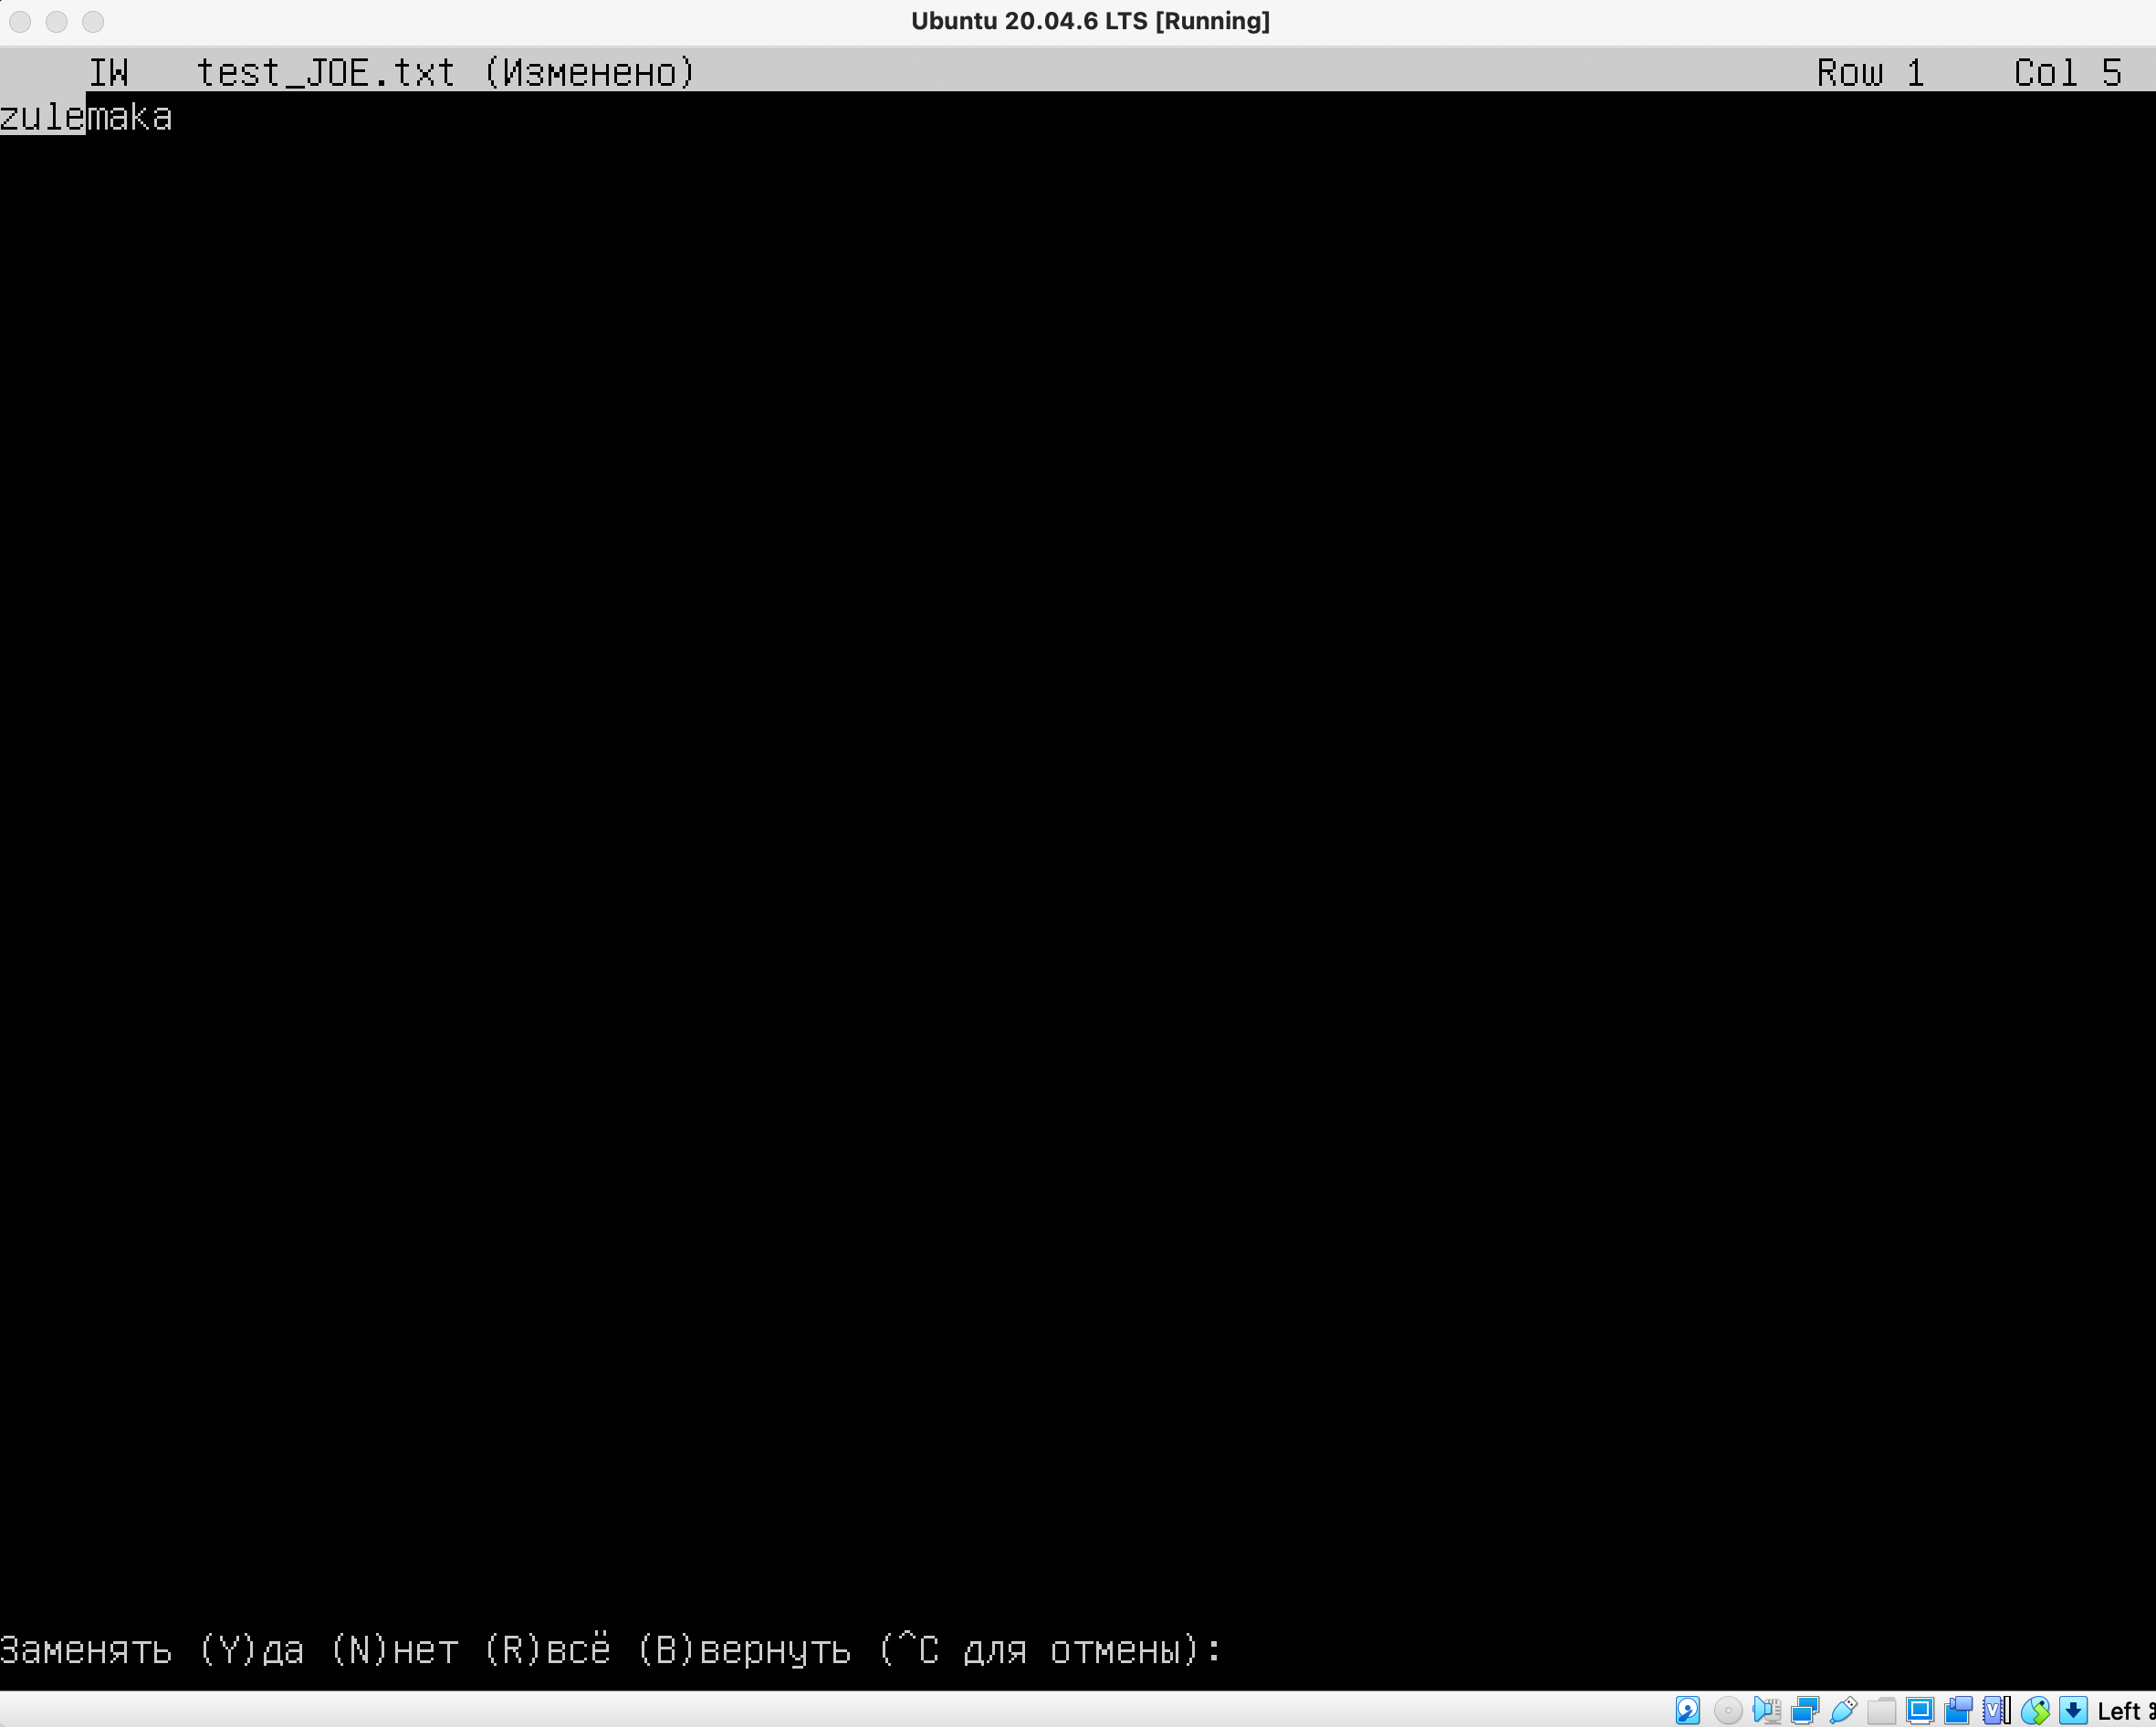 Ubuntu 20.04.6 LTS [Running]
IW test_JOE.txt (Изменено) Row 1 Col 5
zulemaka
Заменять (Y)да (N)нет (R)всё (B)вернуть (^C для отмены):
Left